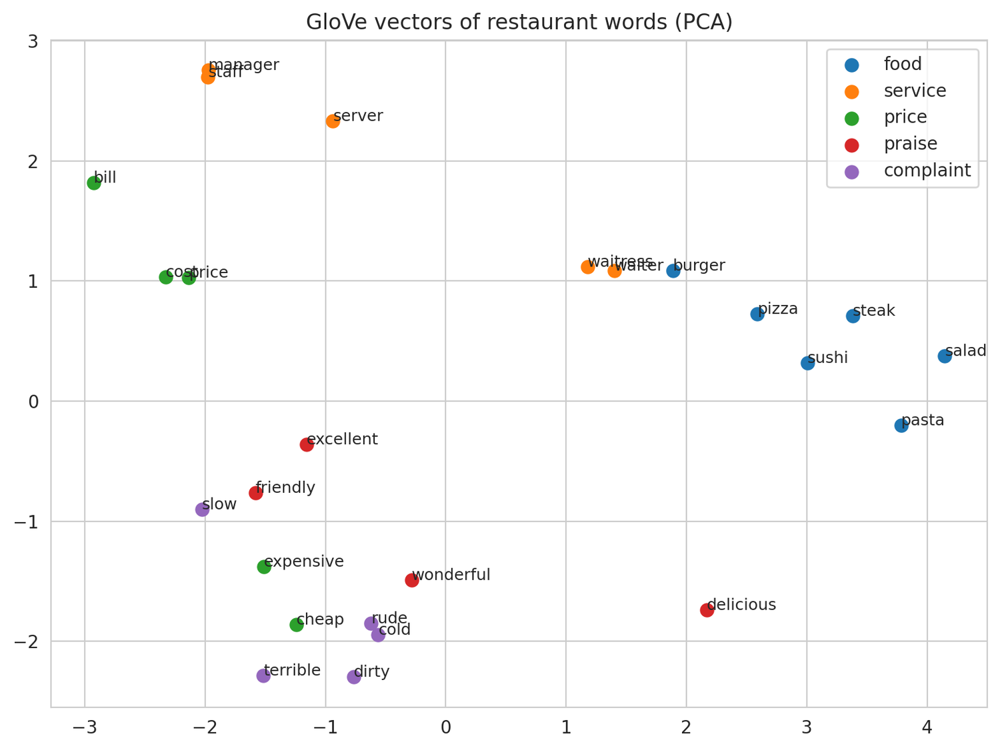 GloVe vectors of restaurant words (PCA)
food
service
price
praise
complaint
manager
staff
server
bill
cost
price
waitress
waiter
burger
pizza
steak
salad
sushi
pasta
excellent
friendly
slow
expensive
wonderful
delicious
cheap
rude
cold
terrible
dirty
3
2
1
0
−1
−2
−3
−2
−1
0
1
2
3
4